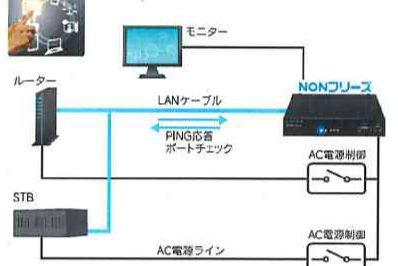 モニター
NONフリーズ
ルーター
LANケーブル
PING応答
ポートチェック
AC電源制御
STB
AC電源制御
AC電源ライン